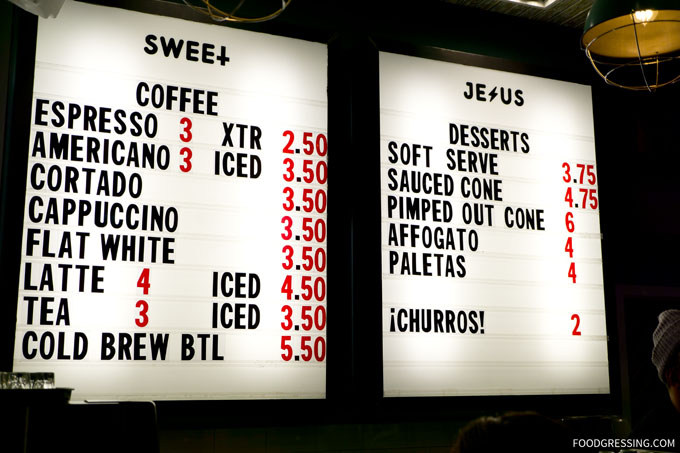 SWEET
COFFEE
ESPRESSO 3 XTR 2.50
AMERICANO 3 ICED 3.50
CORTADO 3.50
CAPPUCCINO 3.50
FLAT WHITE 3.50
LATTE 4 ICED 4.50
TEA 3 ICED 3.50
COLD BREW BTL 5.50
JESUS
DESSERTS
SOFT SERVE 3.75
SAUCED CONE 4.75
PIMPED OUT CONE 6
AFFOGATO 4
PALETAS 4
¡CHURROS! 2
FOODGRESSING.COM